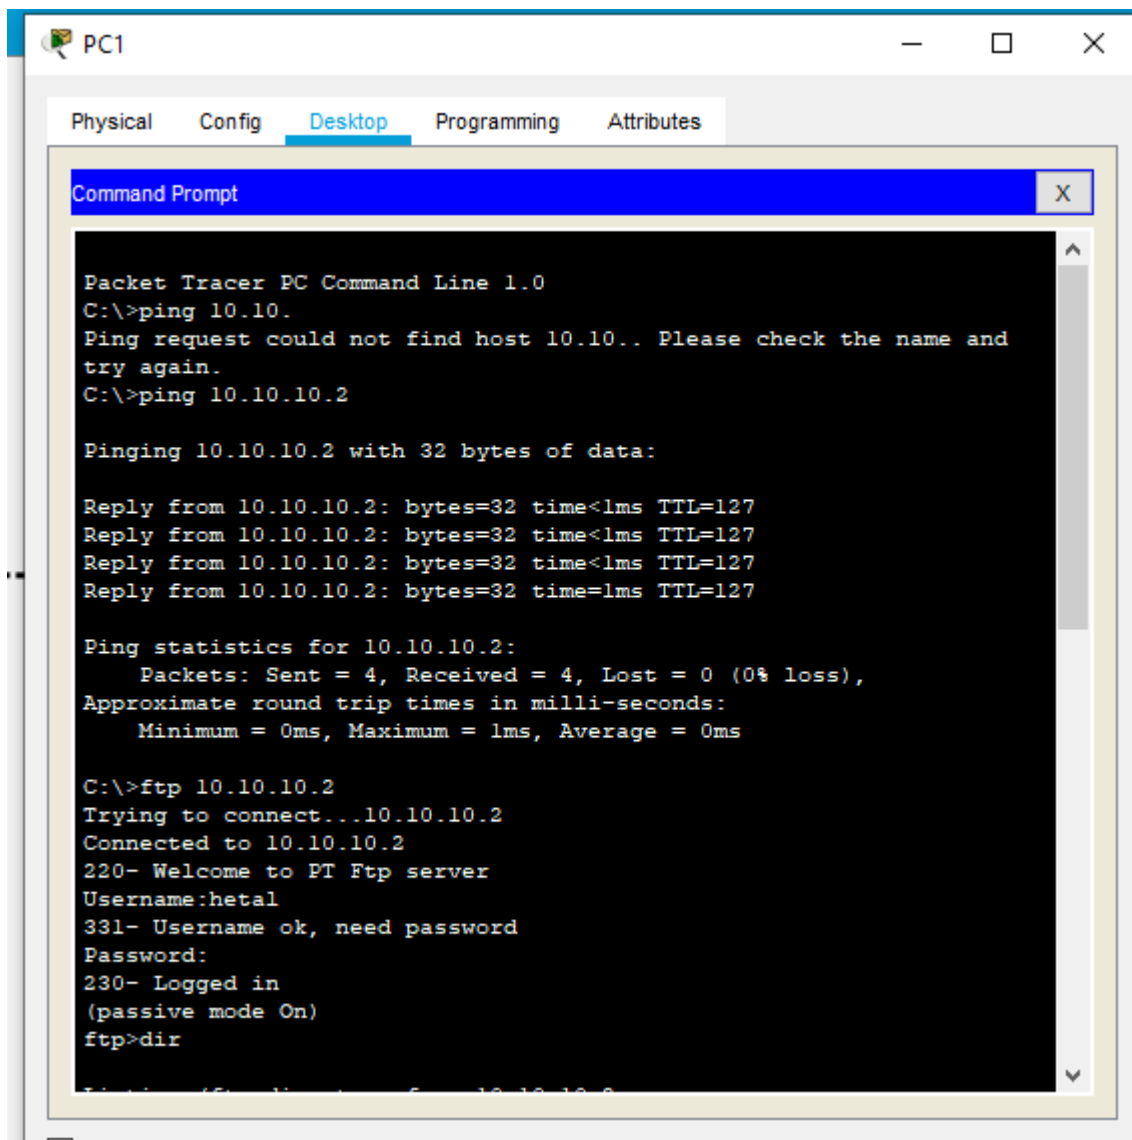 PC1
Physical Config Desktop Programming Attributes
Command Prompt X
Packet Tracer PC Command Line 1.0
C:\>ping 10.10.
Ping request could not find host 10.10.. Please check the name and
try again.
C:\>ping 10.10.10.2
Pinging 10.10.10.2 with 32 bytes of data:
Reply from 10.10.10.2: bytes=32 time<1ms TTL=127
Reply from 10.10.10.2: bytes=32 time<1ms TTL=127
Reply from 10.10.10.2: bytes=32 time<1ms TTL=127
Reply from 10.10.10.2: bytes=32 time=1ms TTL=127
Ping statistics for 10.10.10.2:
Packets: Sent = 4, Received = 4, Lost = 0 (0% loss),
Approximate round trip times in milli-seconds:
Minimum = 0ms, Maximum = 1ms, Average = 0ms
C:\>ftp 10.10.10.2
Trying to connect...10.10.10.2
Connected to 10.10.10.2
220- Welcome to PT Ftp server
Username:hetal
331- Username ok, need password
Password:
230- Logged in
(passive mode On)
ftp>dir